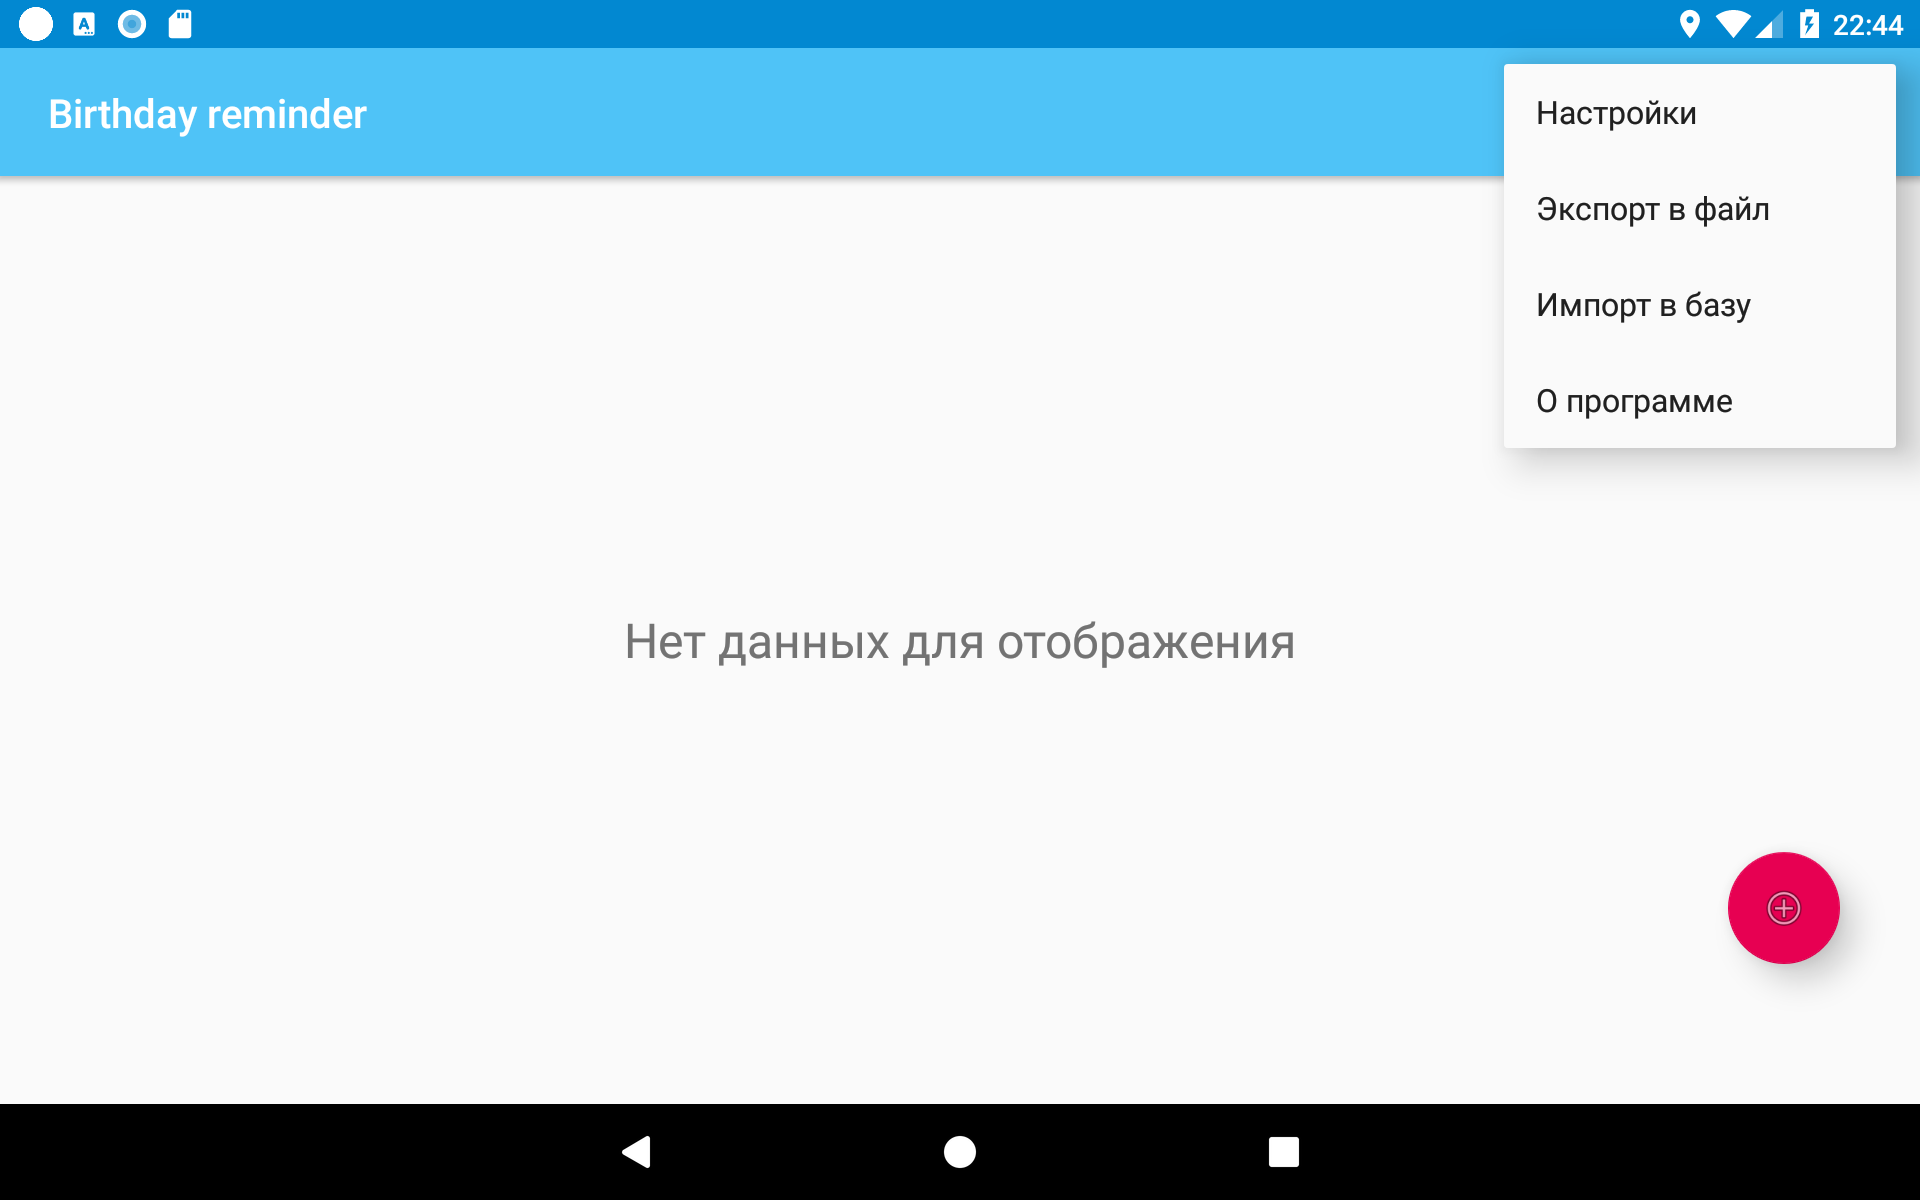 22:44
Birthday reminder
Настройки
Экспорт в файл
Импорт в базу
О программе
Нет данных для отображения